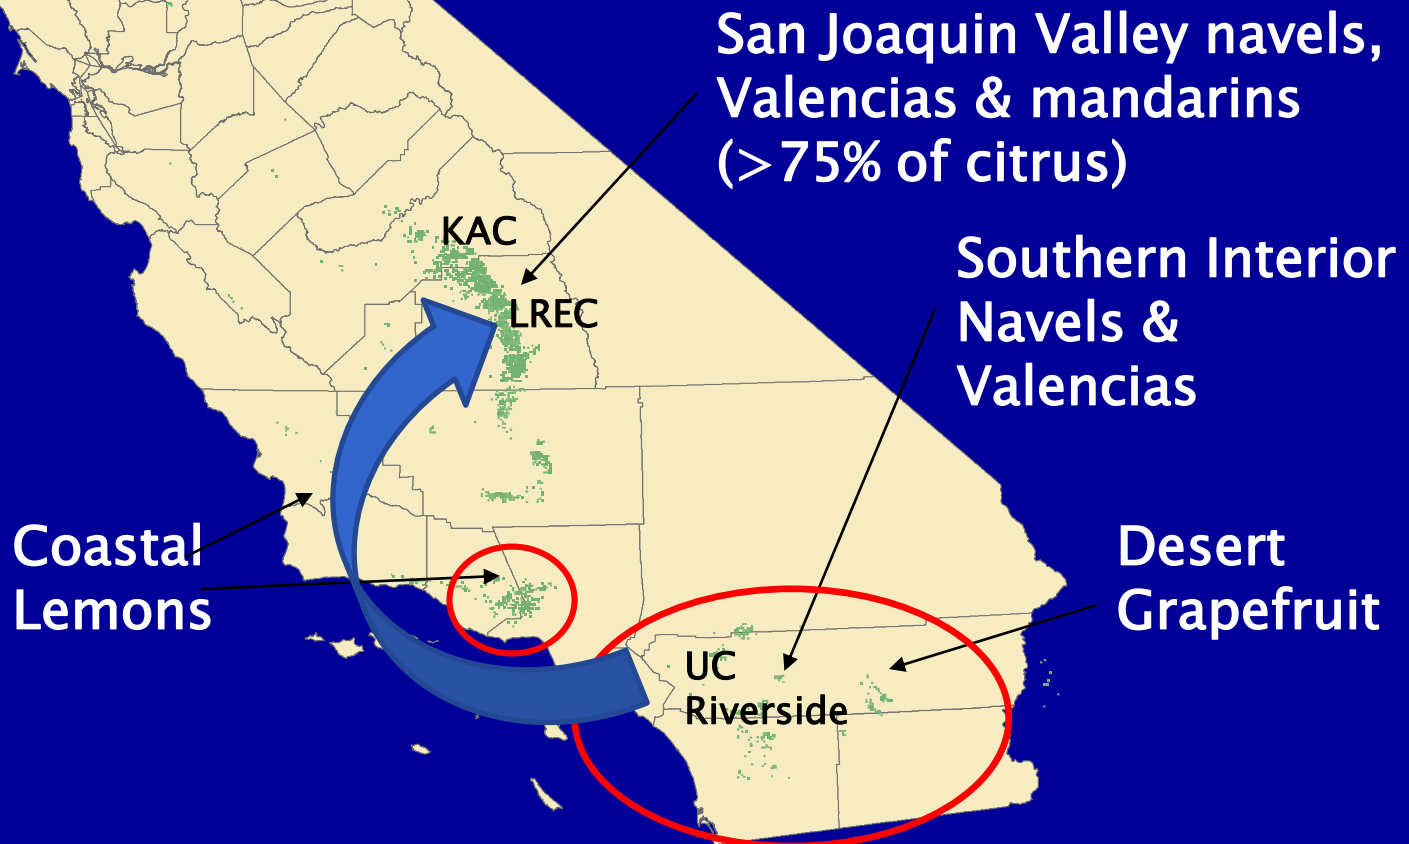 San Joaquin Valley navels,
Valencias & mandarins
(>75% of citrus)
KAC
Southern Interior
Navels &
Valencias
LREC
Coastal
Lemons
Desert
Grapefruit
UC
Riverside